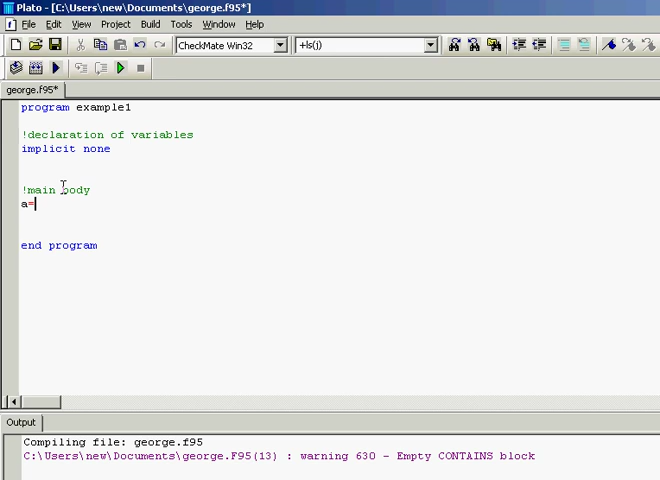 Plato - [C:\Users\new\Documents\george.f95*]
File Edit View Project Build Tools Window Help
CheckMate Win32 +ls(j)
george.f95*
program example1
!declaration of variables
implicit none
!main body
a=
end program
Output
Compiling file: george.f95
C:\Users\new\Documents\george.F95(13) : warning 630 - Empty CONTAINS block